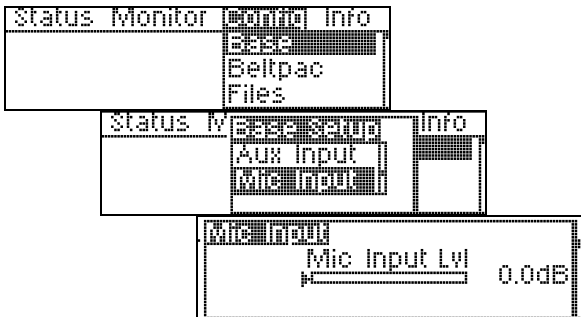 Status Monitor Config Info
Base
Beltpac
Files
Status M Base Setup Info
Aux Input
Mic Input
Mic Input
Mic Input Lvl
0.0dB